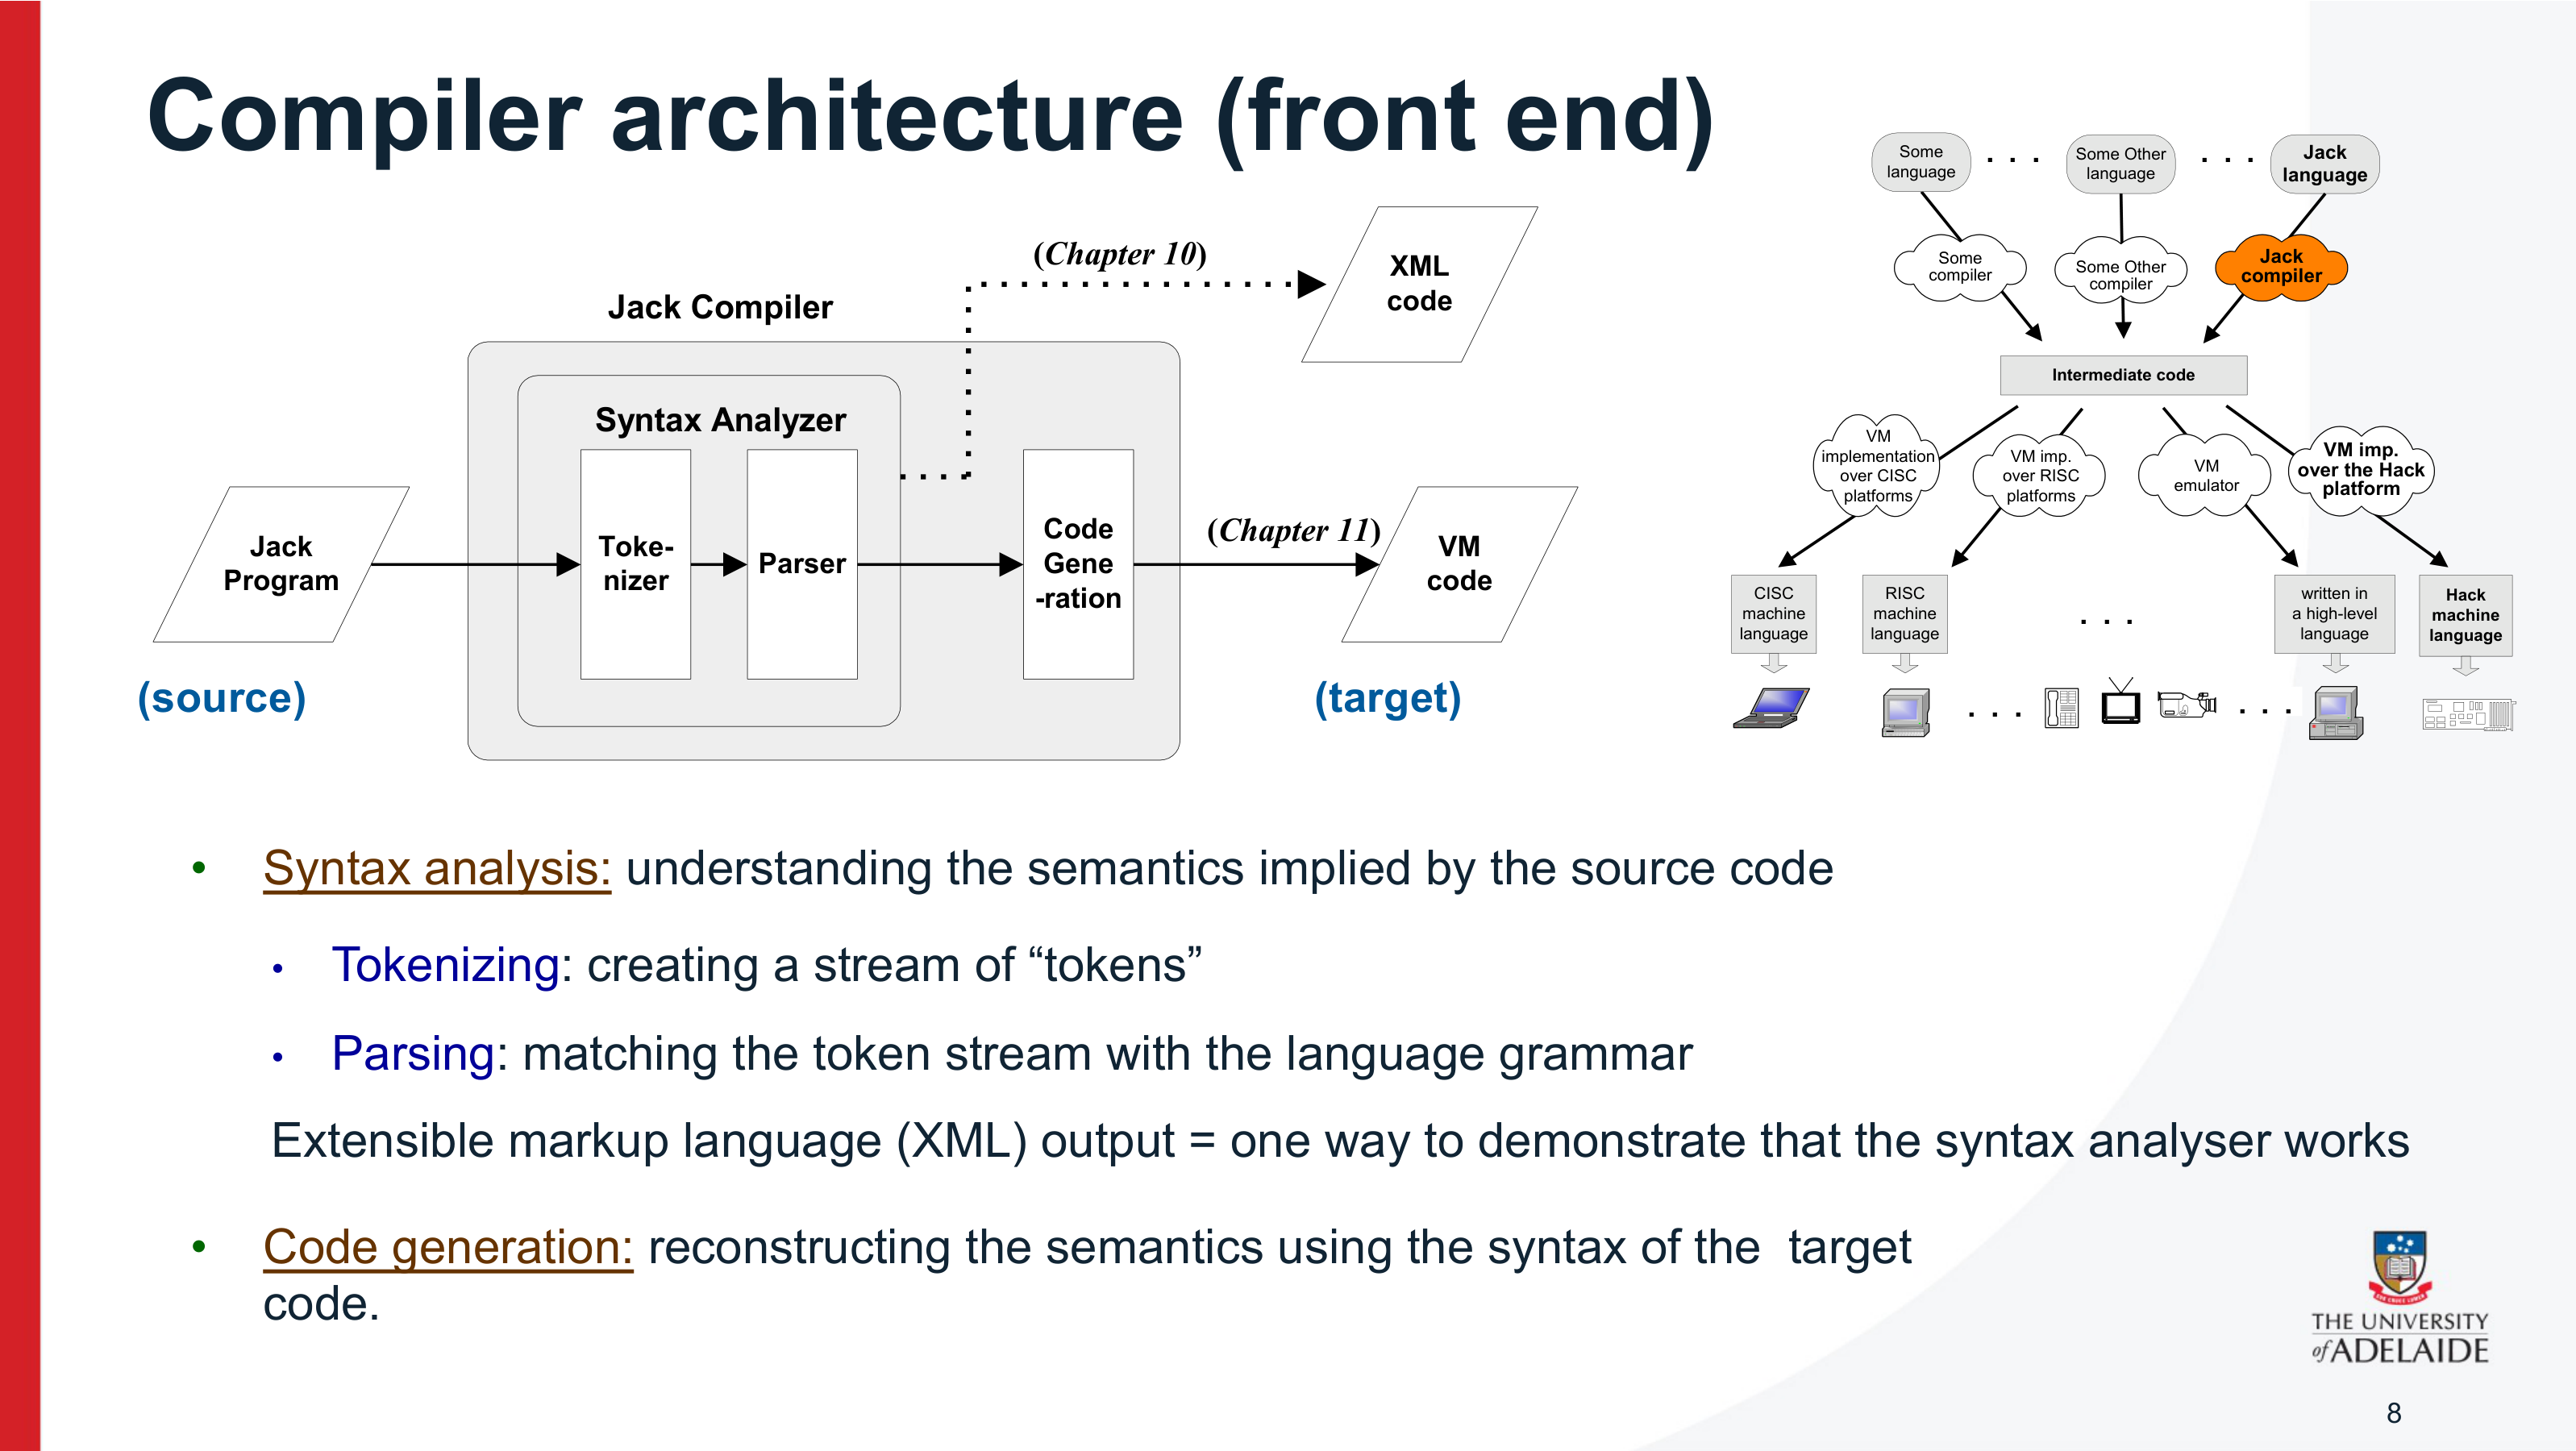 Compiler architecture (front end)
(Chapter 10)
XML
code
Jack Compiler
Syntax Analyzer
Jack
Program
Toke-
nizer
Parser
Code
Gene
-ration
(Chapter 11)
VM
code
(source)
(target)
Some
language
. . .
Some Other
language
. . .
Jack
language
Some
compiler
Some Other
compiler
Jack
compiler
Intermediate code
VM
implementation
over CISC
platforms
VM imp.
over RISC
platforms
VM
emulator
VM imp.
over the Hack
platform
CISC
machine
language
RISC
machine
language
. . .
written in
a high-level
language
Hack
machine
language
. . .
. . .
• Syntax analysis: understanding the semantics implied by the source code
• Tokenizing: creating a stream of “tokens”
• Parsing: matching the token stream with the language grammar
Extensible markup language (XML) output = one way to demonstrate that the syntax analyser works
• Code generation: reconstructing the semantics using the syntax of the  target
code.
THE UNIVERSITY
of ADELAIDE
8